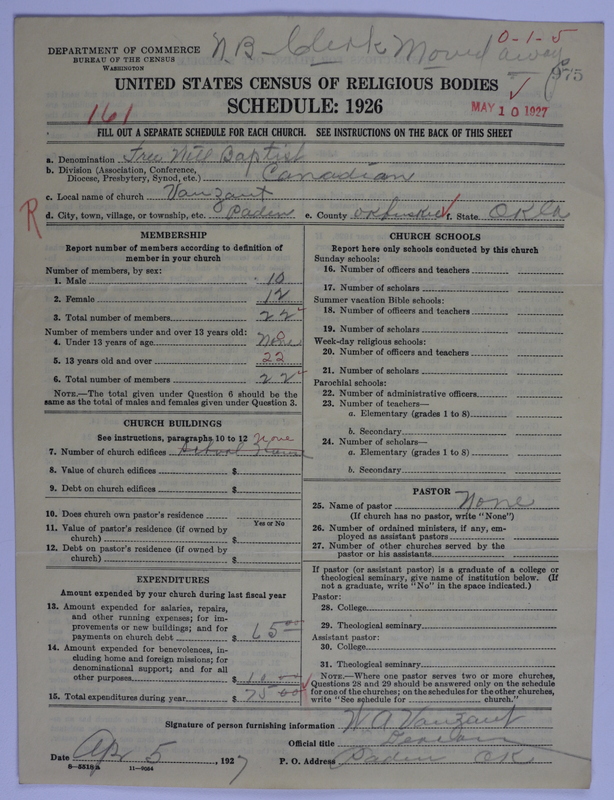 DEPARTMENT OF COMMERCE
BUREAU OF THE CENSUS
WASHINGTON
N.B- Clerk Moved away
0-1-5
975
UNITED STATES CENSUS OF RELIGIOUS BODIES
SCHEDULE: 1926
161
MAY 10 1927
FILL OUT A SEPARATE SCHEDULE FOR EACH CHURCH. SEE INSTRUCTIONS ON THE BACK OF THIS SHEET
a. Denomination Free Will Baptist
b. Division (Association, Conference, Diocese, Presbytery, Synod, etc.) Canadian
c. Local name of church Vanzant
R
d. City, town, village, or township, etc. Paden e. County Okfuskee f. State Okla
MEMBERSHIP
Report number of members according to definition of
member in your church
Number of members, by sex:
1. Male 10
2. Female 12
3. Total number of members 22
Number of members under and over 13 years old:
4. Under 13 years of age None
5. 13 years old and over 22
6. Total number of members 22
NOTE.—The total given under Question 6 should be the
same as the total of males and females given under Question 3.
CHURCH BUILDINGS
See instructions, paragraphs 10 to 12 None
7. Number of church edifices School House
8. Value of church edifices $
9. Debt on church edifices $
10. Does church own pastor's residence
Yes or No
11. Value of pastor's residence (if owned by
church) $
12. Debt on pastor's residence (if owned by
church) $
EXPENDITURES
Amount expended by your church during last fiscal year
13. Amount expended for salaries, repairs,
and other running expenses; for im-
provements or new buildings; and for
payments on church debt $ 65 00
14. Amount expended for benevolences, in-
cluding home and foreign missions; for
denominational support; and for all
other purposes $ 10 00
15. Total expenditures during year $ 75 00
CHURCH SCHOOLS
Report here only schools conducted by this church
Sunday schools:
16. Number of officers and teachers
17. Number of scholars
Summer vacation Bible schools:
18. Number of officers and teachers
19. Number of scholars
Week-day religious schools:
20. Number of officers and teachers
21. Number of scholars
Parochial schools:
22. Number of administrative officers
23. Number of teachers—
a. Elementary (grades 1 to 8)
b. Secondary
24. Number of scholars—
a. Elementary (grades 1 to 8)
b. Secondary
PASTOR
25. Name of pastor None
(If church has no pastor, write "None")
26. Number of ordained ministers, if any, em-
ployed as assistant pastors
27. Number of other churches served by the
pastor or his assistants
If pastor (or assistant pastor) is a graduate of a college or
theological seminary, give name of institution below. (If
not a graduate, write "No" in the space indicated.)
Pastor:
28. College
29. Theological seminary
Assistant pastor:
30. College
31. Theological seminary
NOTE.—Where one pastor serves two or more churches,
Questions 28 and 29 should be answered only on the schedule
for one of the churches; on the schedules for the other churches,
write "See schedule for church."
Signature of person furnishing information W A Vanzant
Official title Deacon
Date Apr 5, 1927 P. O. Address Paden OK
8-5518a 11-9064